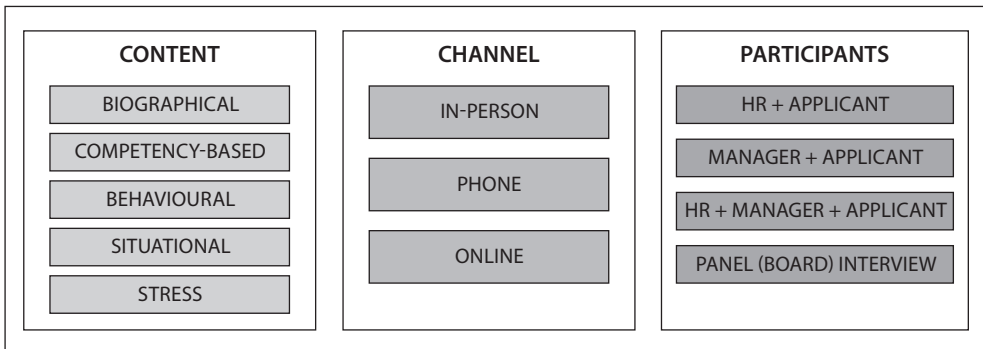 CONTENT
BIOGRAPHICAL
COMPETENCY-BASED
BEHAVIOURAL
SITUATIONAL
STRESS
CHANNEL
IN-PERSON
PHONE
ONLINE
PARTICIPANTS
HR + APPLICANT
MANAGER + APPLICANT
HR + MANAGER + APPLICANT
PANEL (BOARD) INTERVIEW